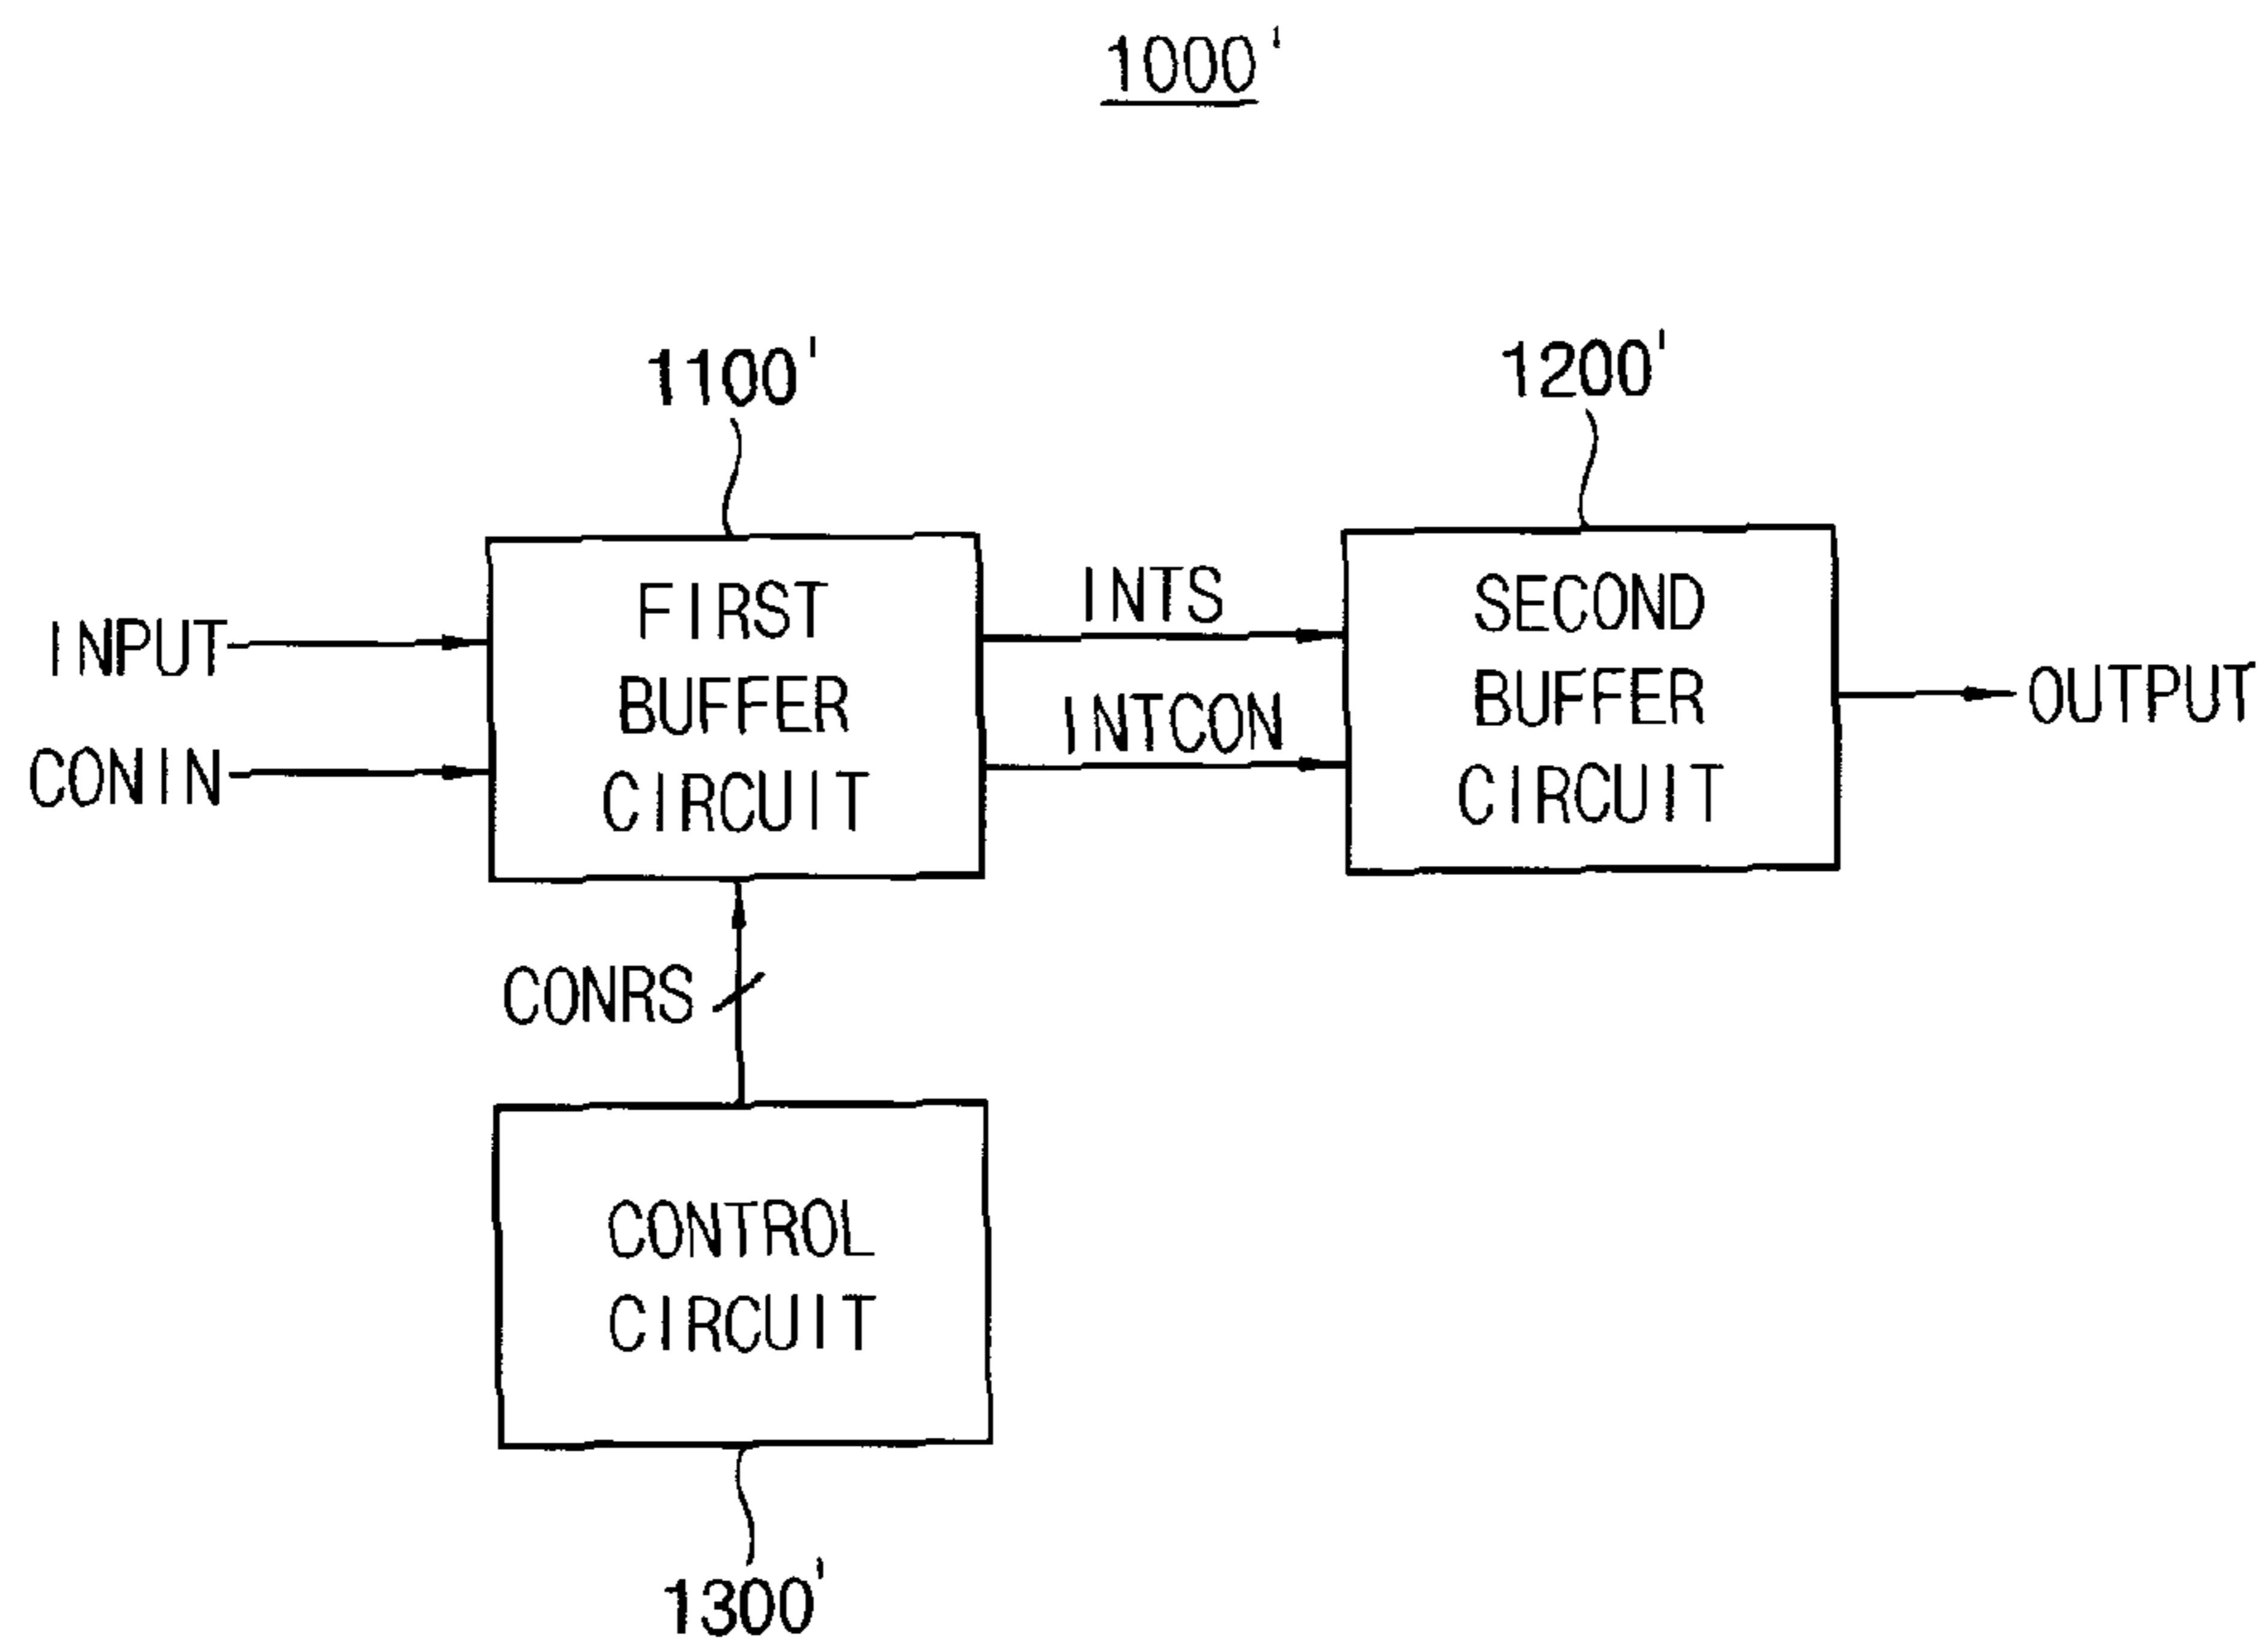 1000'
1100'
1200'
FIRST
BUFFER
CIRCUIT
INPUT
CONIN
INTS
INTCON
SECOND
BUFFER
CIRCUIT
OUTPUT
CONRS
CONTROL
CIRCUIT
1300'